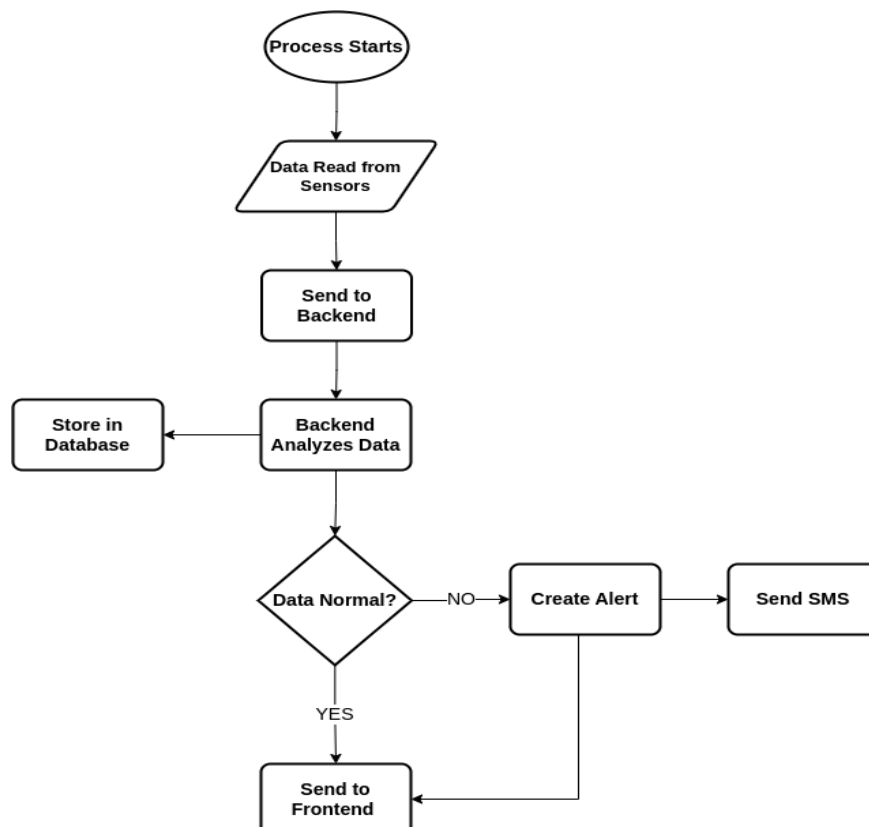 Process Starts
Data Read from
Sensors
Send to
Backend
Store in
Database
Backend
Analyzes Data
Data Normal?
NO
Create Alert
Send SMS
YES
Send to
Frontend